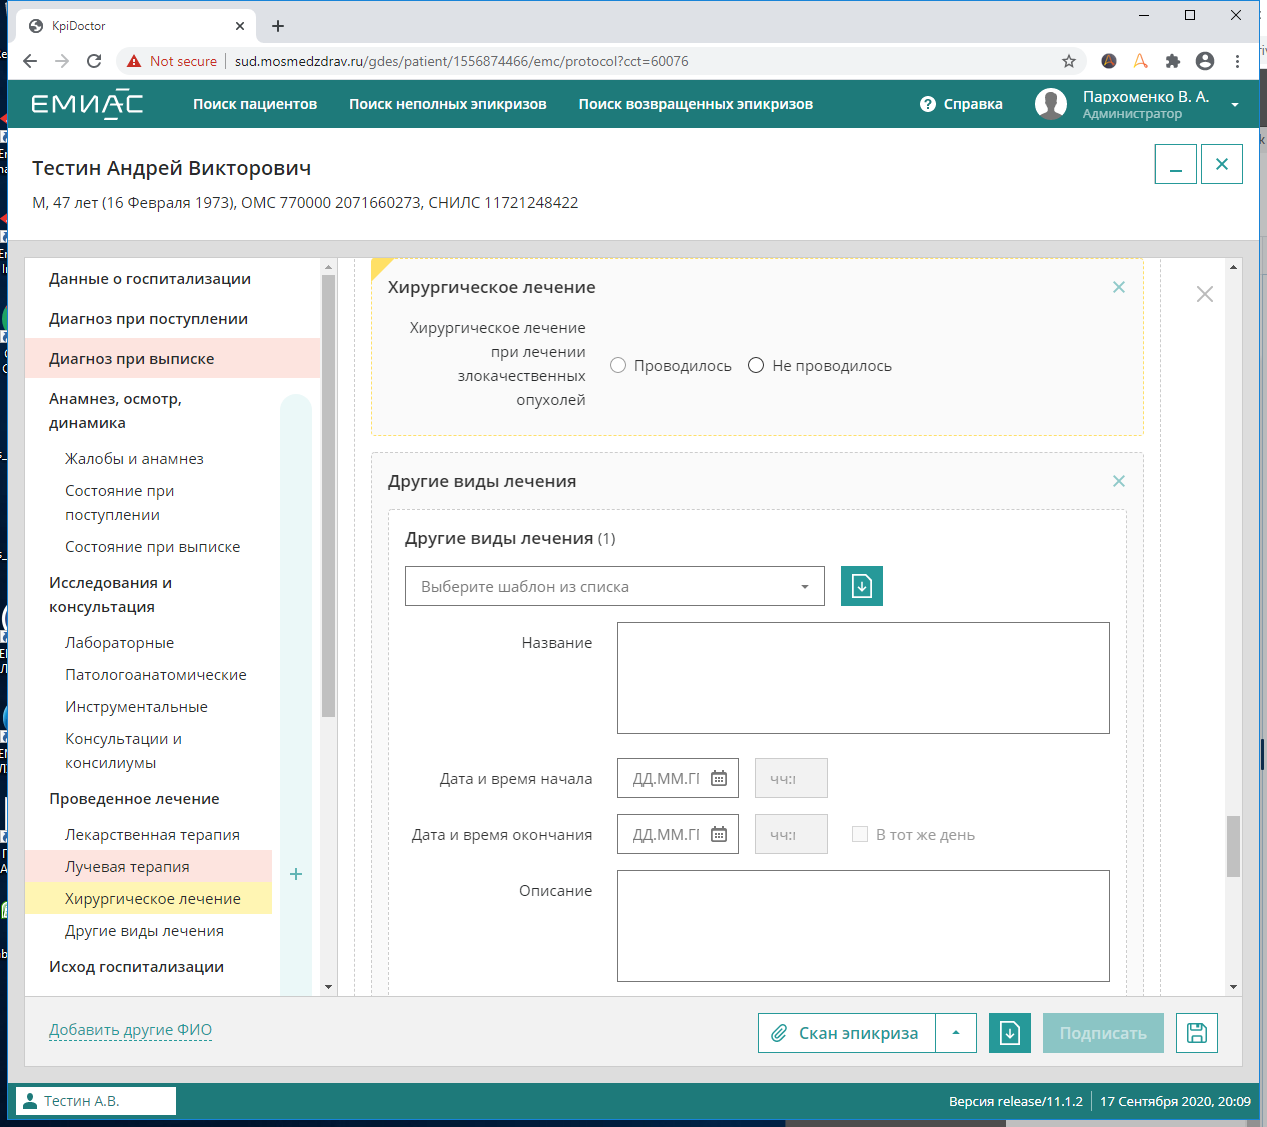 KpiDoctor
Not secure
sud.mosmedzdrav.ru/gdes/patient/1556874466/emc/protocol?cct=60076
ЕМИАС
Поиск пациентов
Поиск неполных эпикризов
Поиск возвращенных эпикризов
Справка
Пархоменко В. А.
Администратор
Тестин Андрей Викторович
М, 47 лет (16 Февраля 1973), ОМС 770000 2071660273, СНИЛС 11721248422
Данные о госпитализации
Диагноз при поступлении
Диагноз при выписке
Анамнез, осмотр,
динамика
Жалобы и анамнез
Состояние при
поступлении
Состояние при выписке
Исследования и
консультация
Лабораторные
Патологоанатомические
Инструментальные
Консультации и
консилиумы
Проведенное лечение
Лекарственная терапия
Лучевая терапия
Хирургическое лечение
Другие виды лечения
Исход госпитализации
Хирургическое лечение
Хирургическое лечение
при лечении
злокачественных
опухолей
Проводилось
Не проводилось
Другие виды лечения
Другие виды лечения (1)
Выберите шаблон из списка
Название
Дата и время начала
ДД.ММ.ГГ
чч:
Дата и время окончания
ДД.ММ.ГГ
чч:
В тот же день
Описание
Добавить другие ФИО
Скан эпикриза
Подписать
Тестин А.В.
Версия release/11.1.2
17 Сентября 2020, 20:09